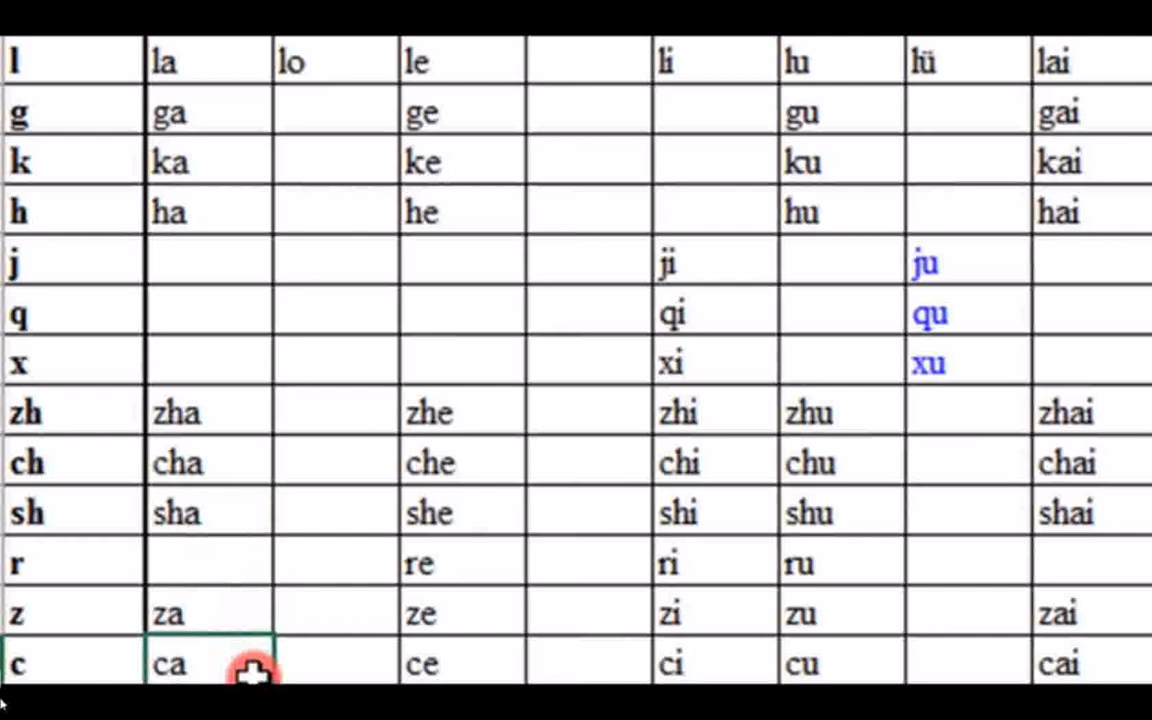 l la lo le li lu lü lai
g ga ge gu gai
k ka ke ku kai
h ha he hu hai
j ji ju
q qi qu
x xi xu
zh zha zhe zhi zhu zhai
ch cha che chi chu chai
sh sha she shi shu shai
r re ri ru
z za ze zi zu zai
c ca ce ci cu cai